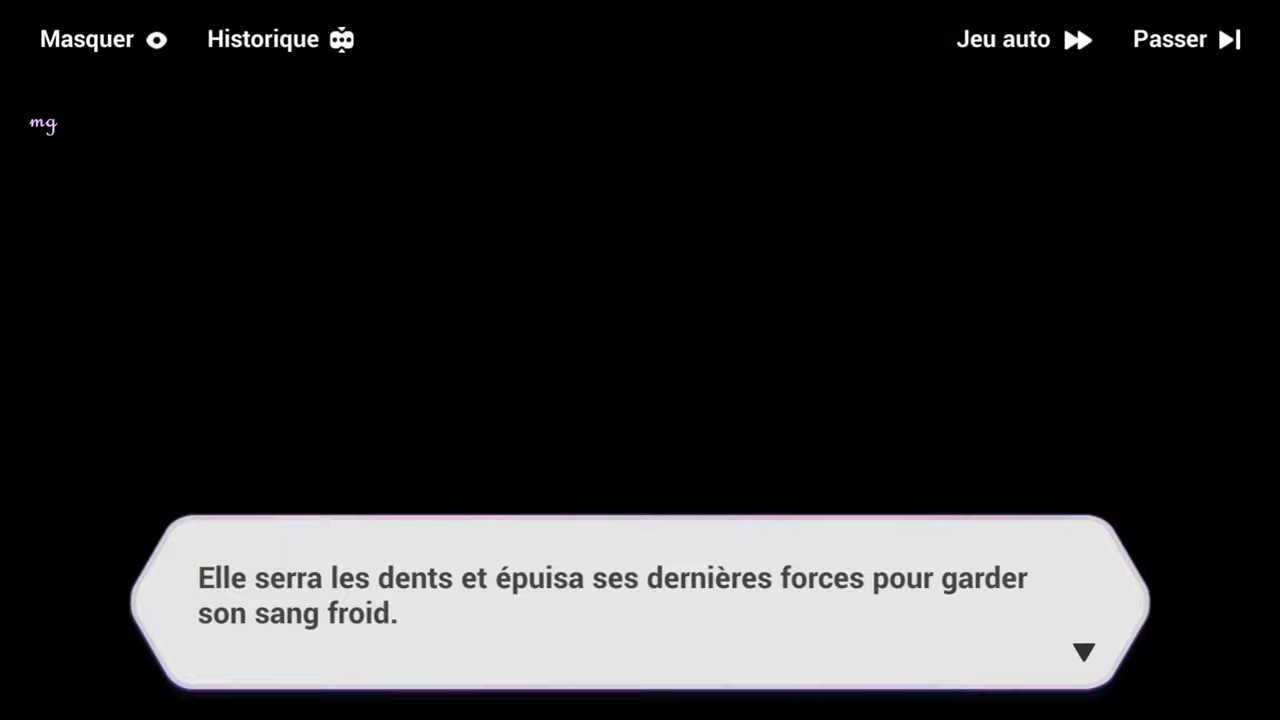 Masquer Historique Jeu auto Passer
mg
Elle serra les dents et épuisa ses dernières forces pour garder
son sang froid.